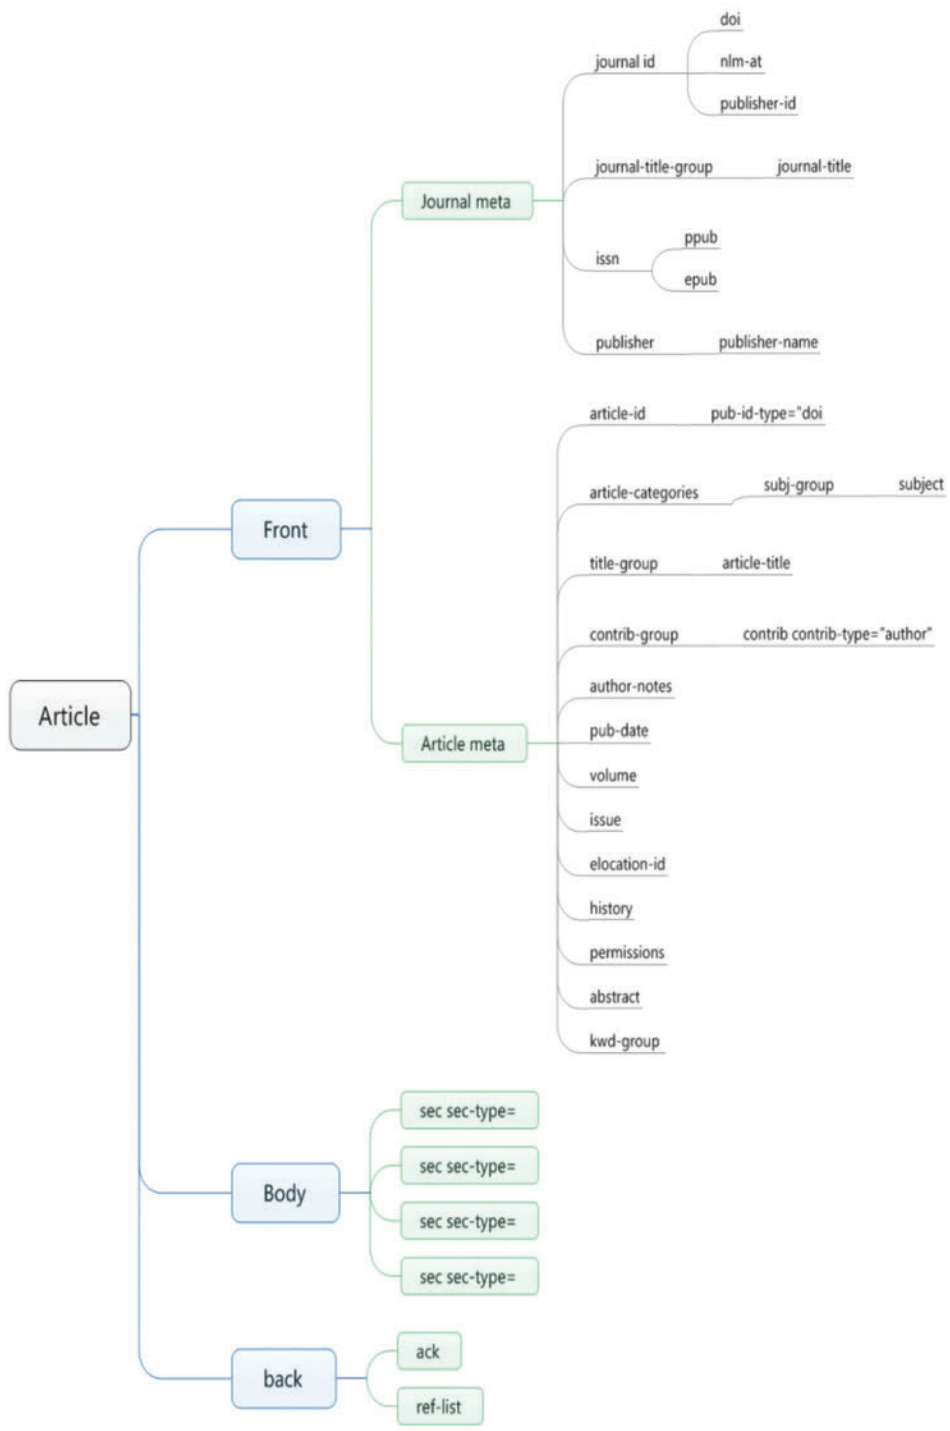 doi
journal id
nlm-at
publisher-id
journal-title-group
journal-title
Journal meta
ppub
issn
epub
publisher
publisher-name
article-id
pub-id-type="doi
article-categories
subj-group
subject
Front
title-group
article-title
contrib-group
contrib contrib-type="author"
author-notes
Article
pub-date
Article meta
volume
issue
elocation-id
history
permissions
abstract
kwd-group
sec sec-type=
sec sec-type=
Body
sec sec-type=
sec sec-type=
ack
back
ref-list